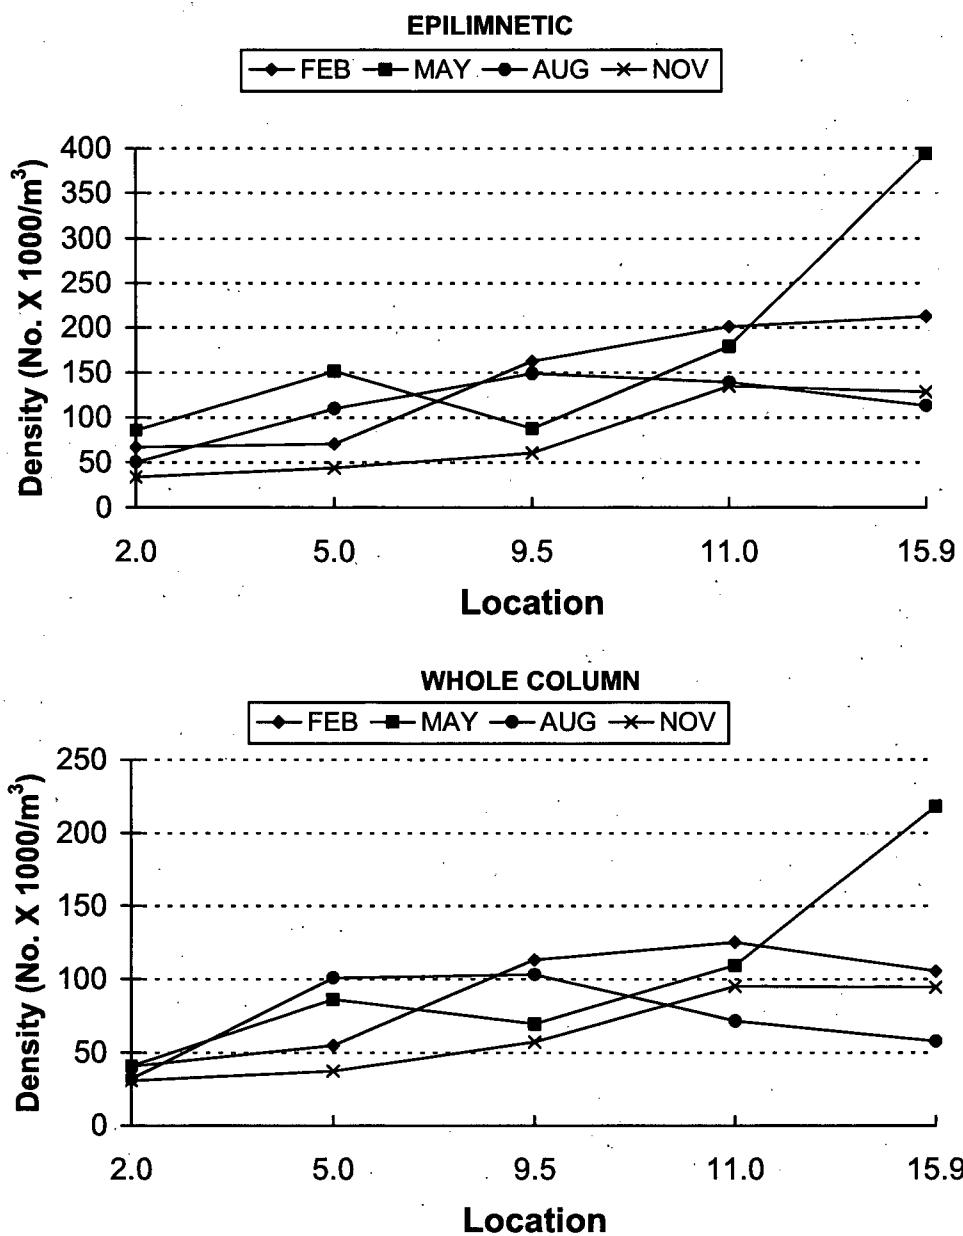 EPILIMNETIC
FEB MAY AUG NOV
400
350
300
250
200
150
100
50
0
Density (No. X 1000/m³)
2.0 5.0 9.5 11.0 15.9
Location
WHOLE COLUMN
FEB MAY AUG NOV
250
200
150
100
50
0
Density (No. X 1000/m³)
2.0 5.0 9.5 11.0 15.9
Location